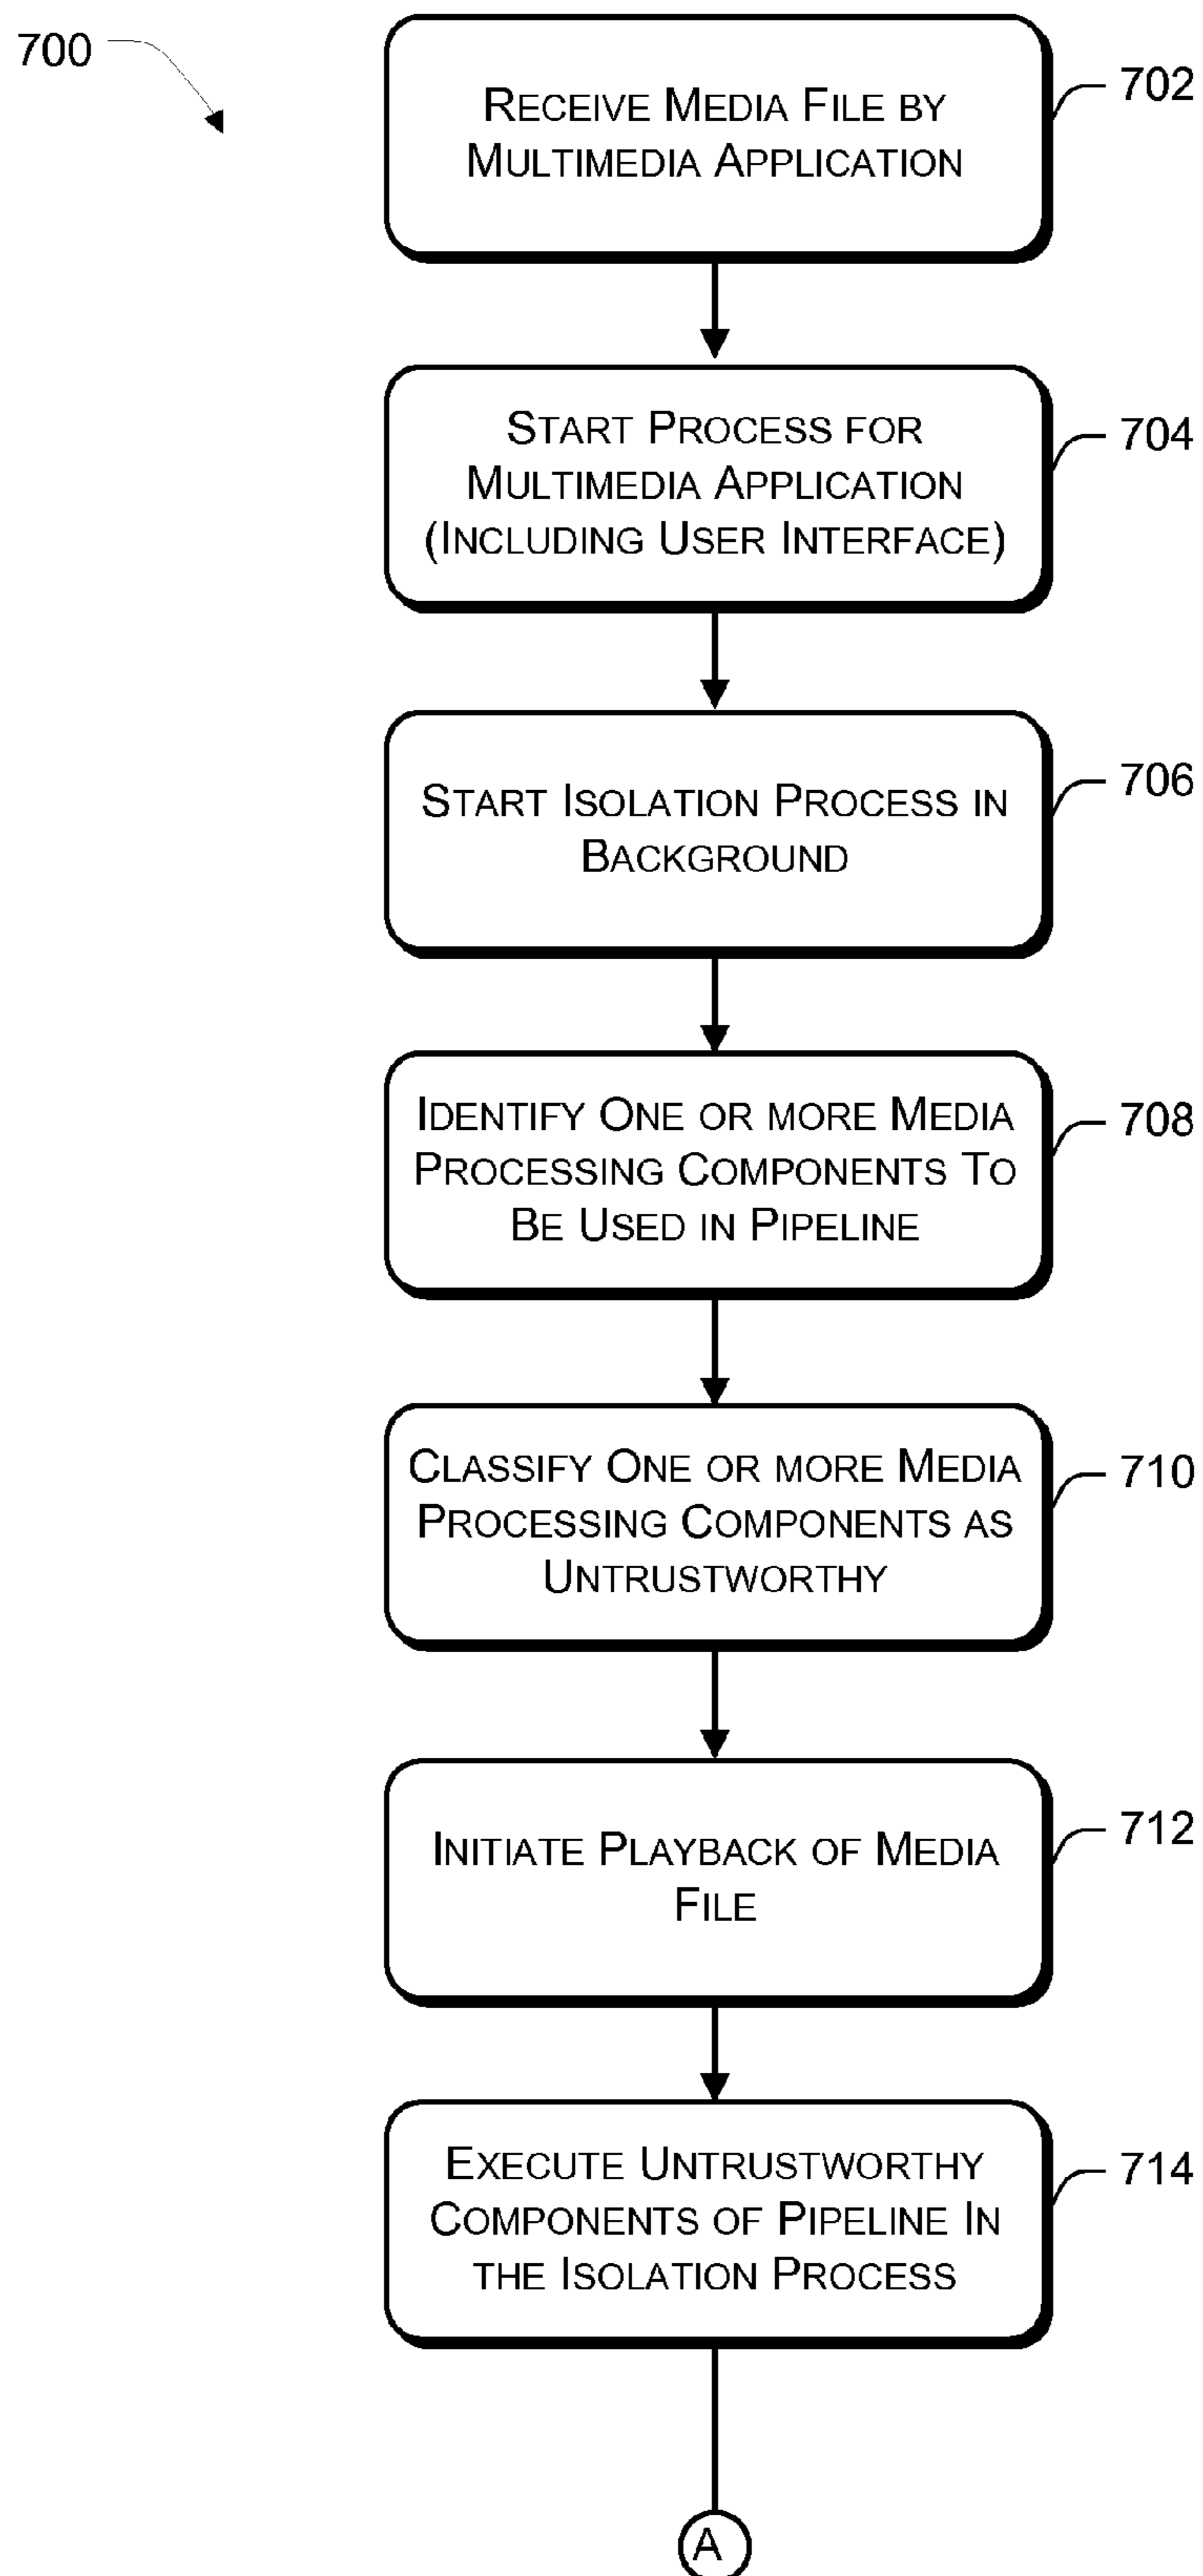 700
RECEIVE MEDIA FILE BY
MULTIMEDIA APPLICATION
702
START PROCESS FOR
MULTIMEDIA APPLICATION
(INCLUDING USER INTERFACE)
704
START ISOLATION PROCESS IN
BACKGROUND
706
IDENTIFY ONE OR MORE MEDIA
PROCESSING COMPONENTS TO
BE USED IN PIPELINE
708
CLASSIFY ONE OR MORE MEDIA
PROCESSING COMPONENTS AS
UNTRUSTWORTHY
710
INITIATE PLAYBACK OF MEDIA
FILE
712
EXECUTE UNTRUSTWORTHY
COMPONENTS OF PIPELINE IN
THE ISOLATION PROCESS
714
A